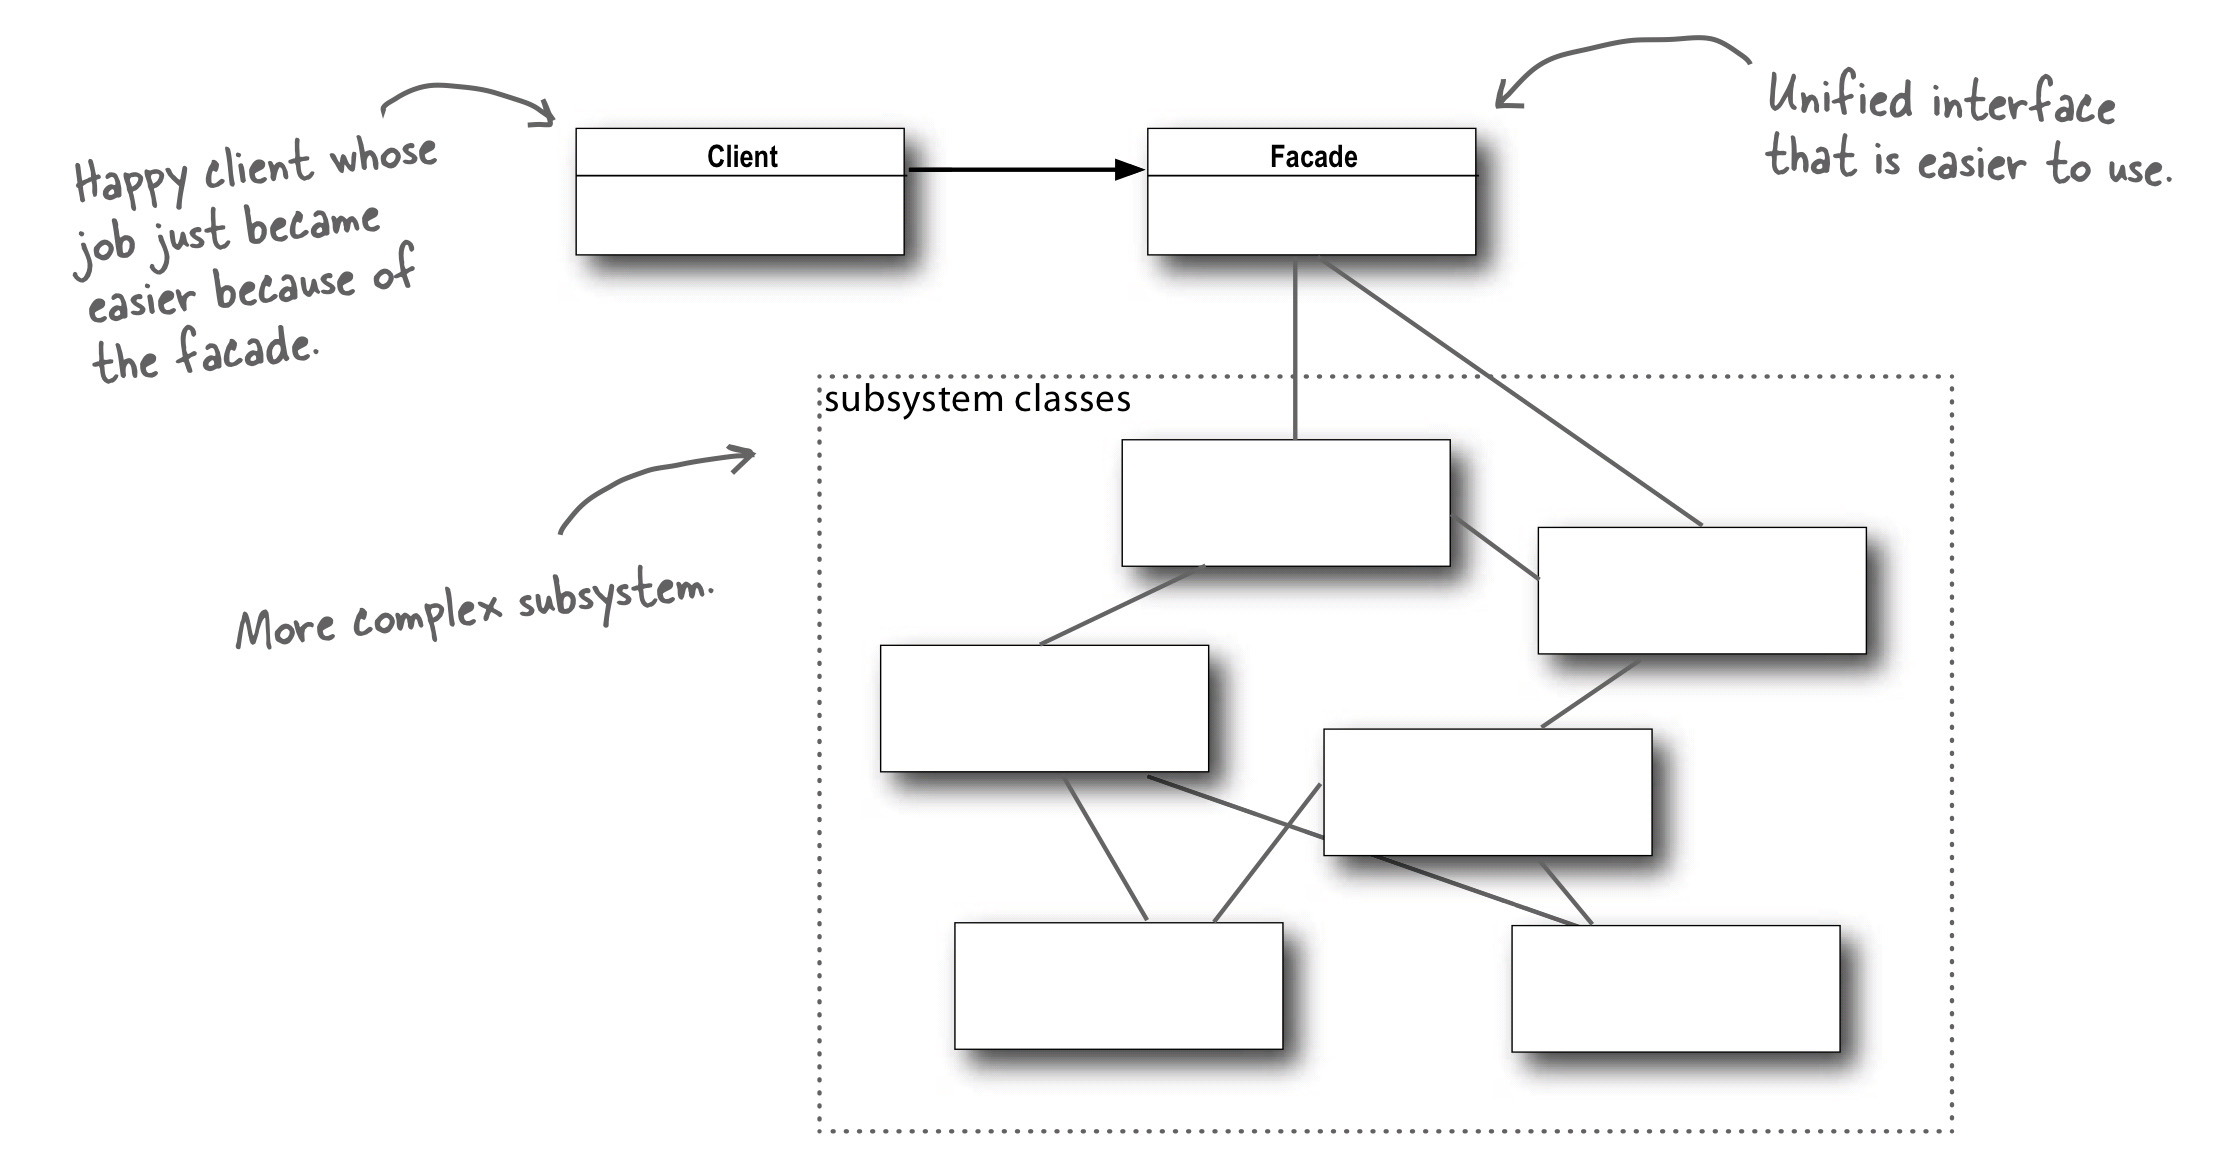 Happy client whose
job just became
easier because of
the facade.
Client
Facade
Unified interface
that is easier to use.
subsystem classes
More complex subsystem.